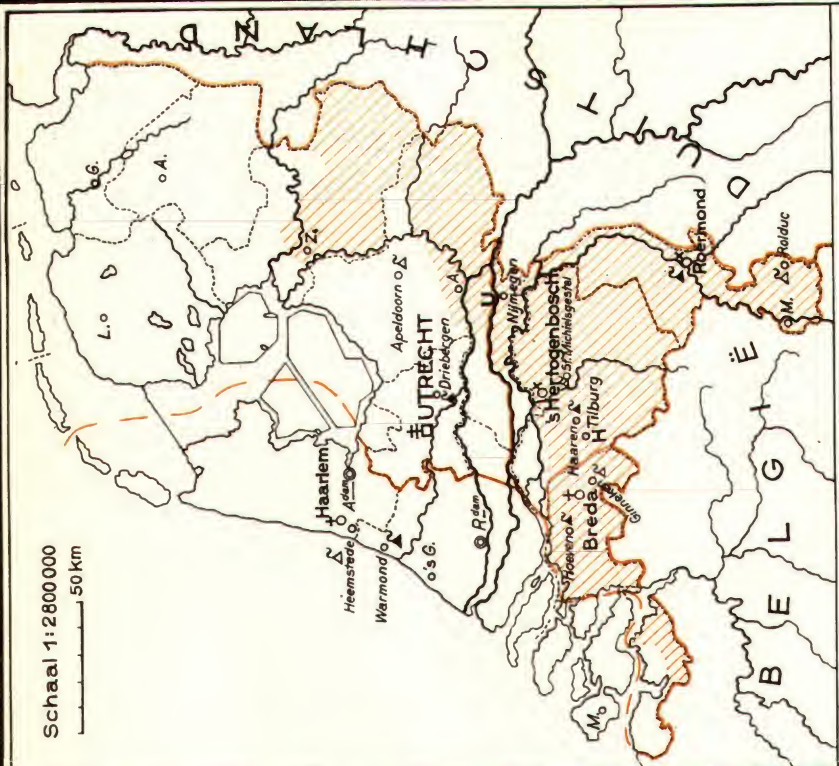 Schaal 1:2800000
50 km
G.
L.
A.
Z.
Haarlem
Heemstede
A dam
Warmond
Apeldoorn
UTRECHT
Driebergen
A.
's G.
R dam
U
Nijmegen
's Hertogenbosch
St. Michielsgestel
Haaren
H
Tilburg
Hoeven
Breda
Ginneken
Roermond
M.
M.
Rolduc
BELGIË
DUITSCHLAND